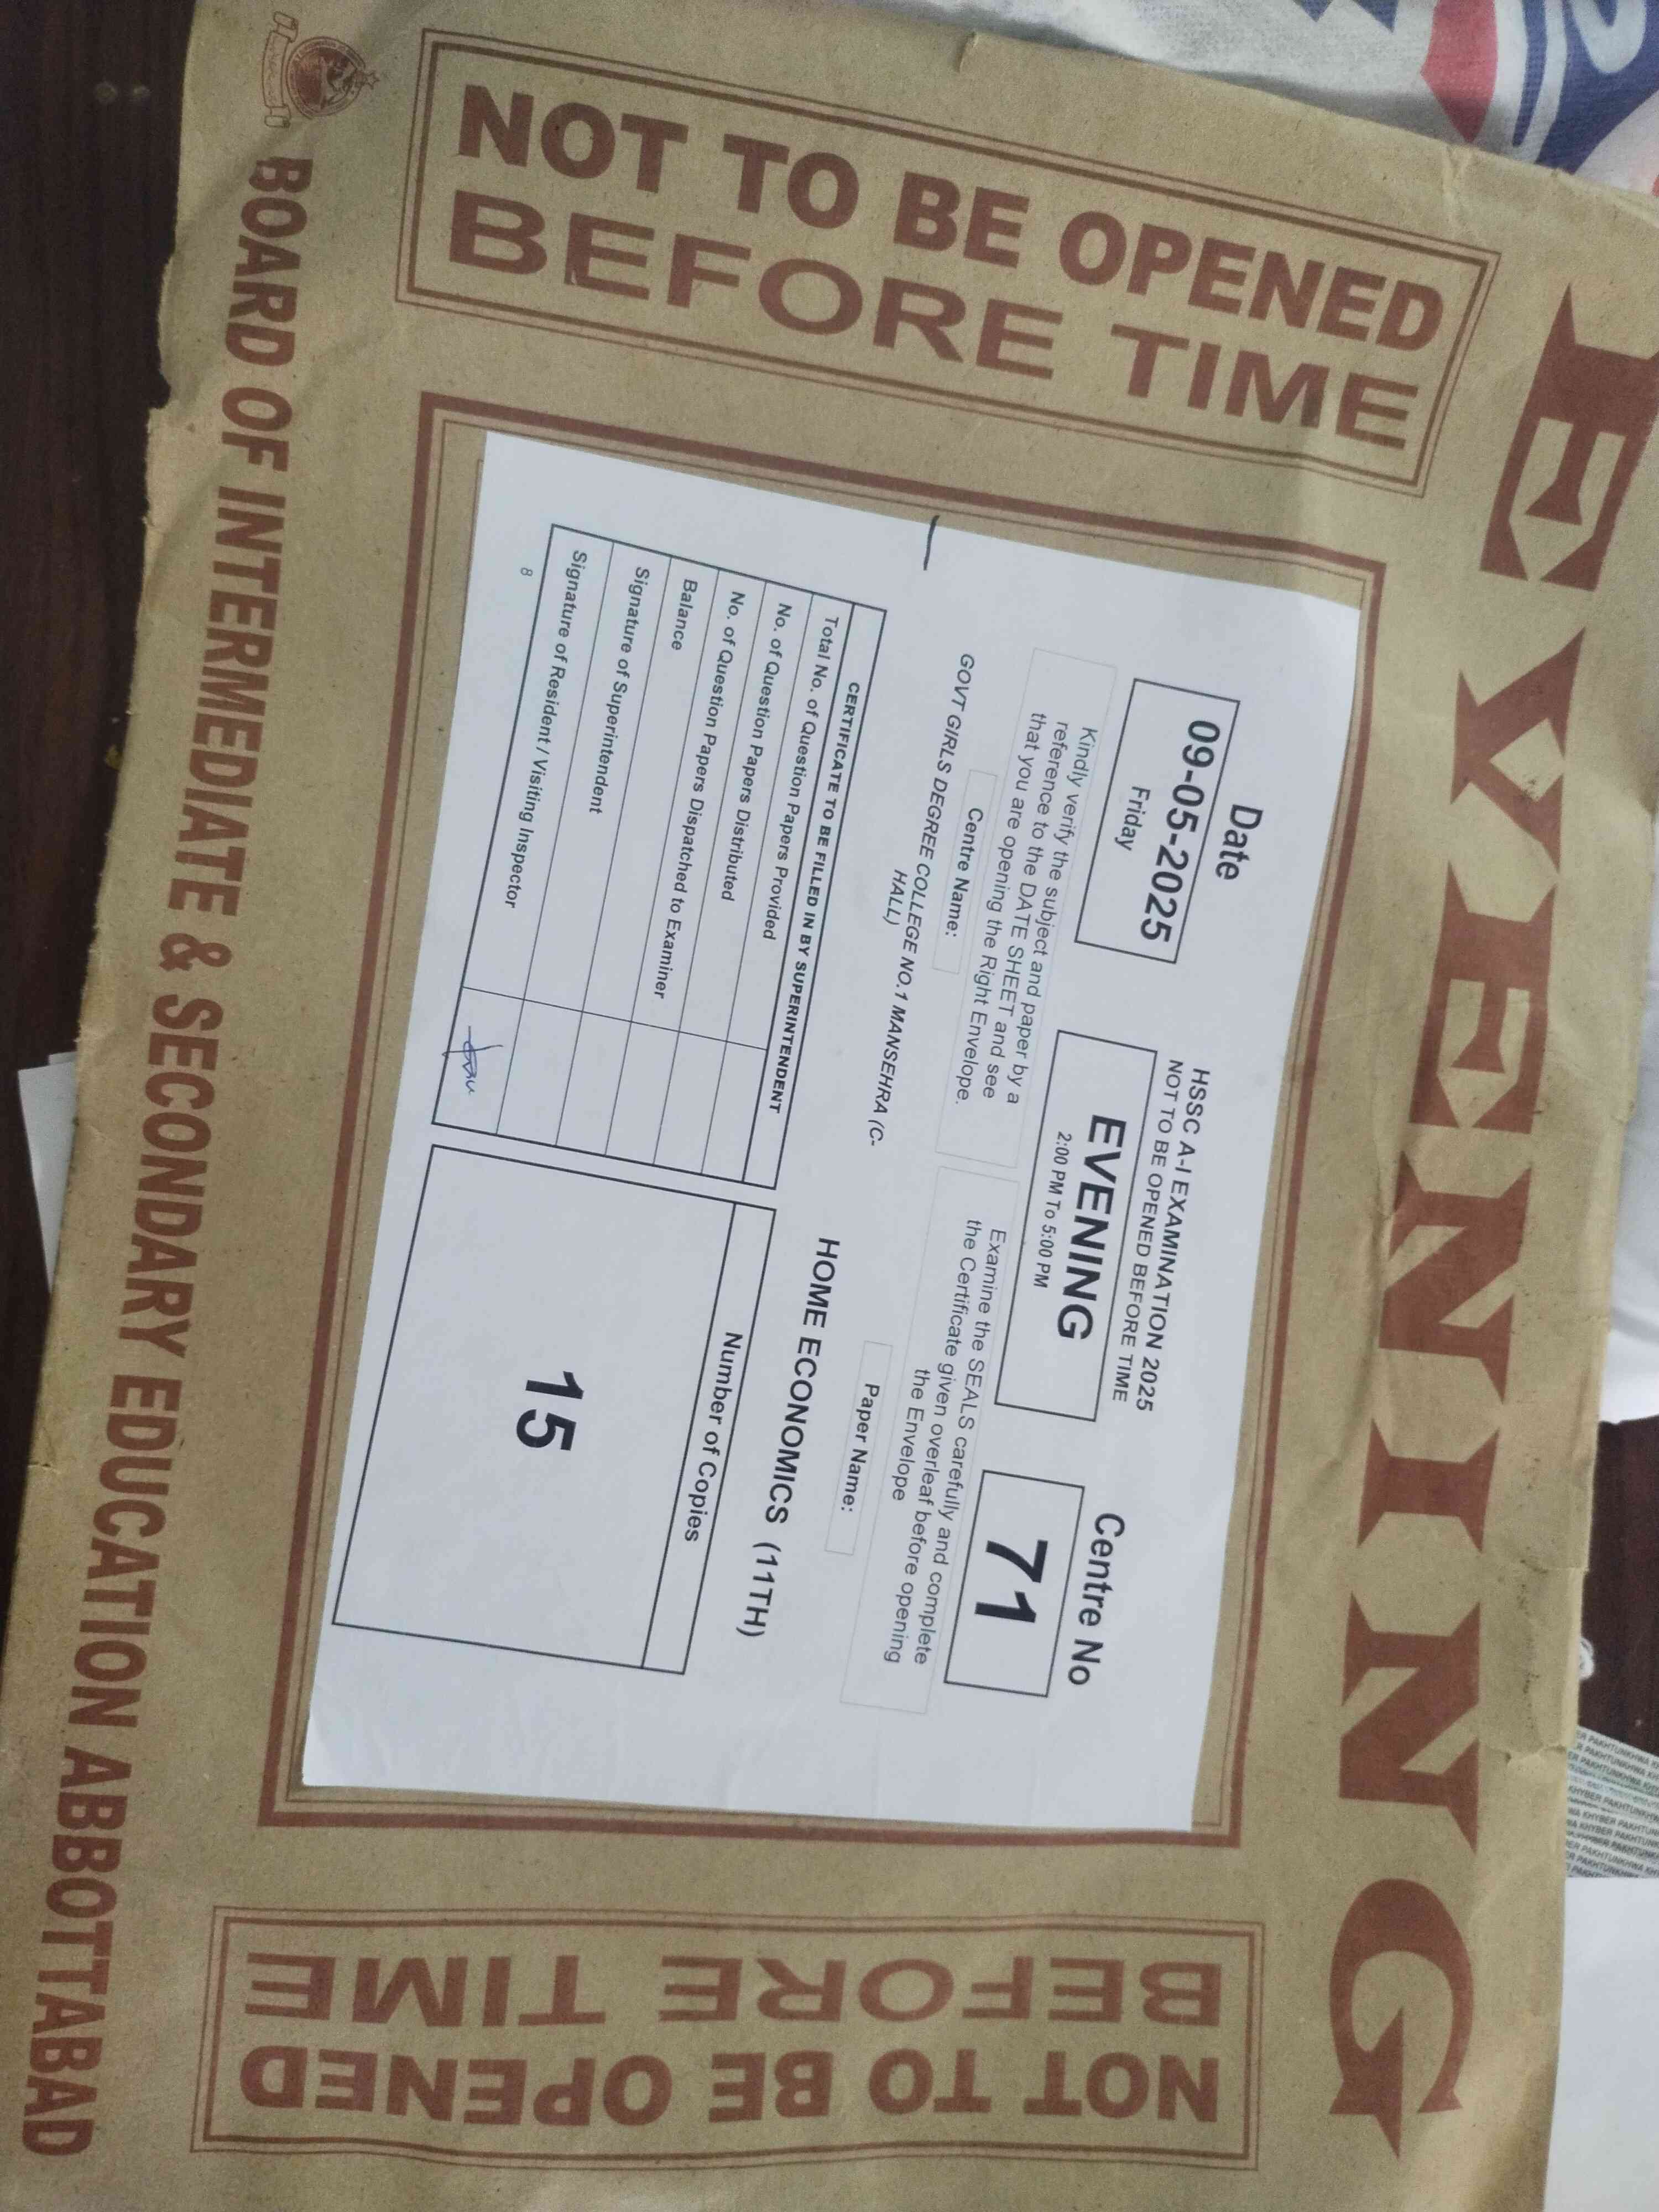 EVENING
NOT TO BE OPENED
BEFORE TIME
Date
09-05-2025
Friday
HSSC A-I EXAMINATION 2025
NOT TO BE OPENED BEFORE TIME
EVENING
2:00 PM To 5:00 PM
Centre No
71
Kindly verify the subject and paper by a
reference to the DATE SHEET and see
that you are opening the Right Envelope.
Examine the SEALS carefully and complete
the Certificate given overleaf before opening
the Envelope
Centre Name:
GOVT GIRLS DEGREE COLLEGE NO.1 MANSEHRA (C-
HALL)
Paper Name:
HOME ECONOMICS (11TH)
CERTIFICATE TO BE FILLED IN BY SUPERINTENDENT
Total No. of Question Papers Provided
No. of Question Papers Distributed
No. of Question Papers Dispatched to Examiner
Balance
Signature of Superintendent
Signature of Resident / Visiting Inspector
8
Number of Copies
15
NOT TO BE OPENED
BEFORE TIME
BOARD OF INTERMEDIATE & SECONDARY EDUCATION ABBOTTABAD